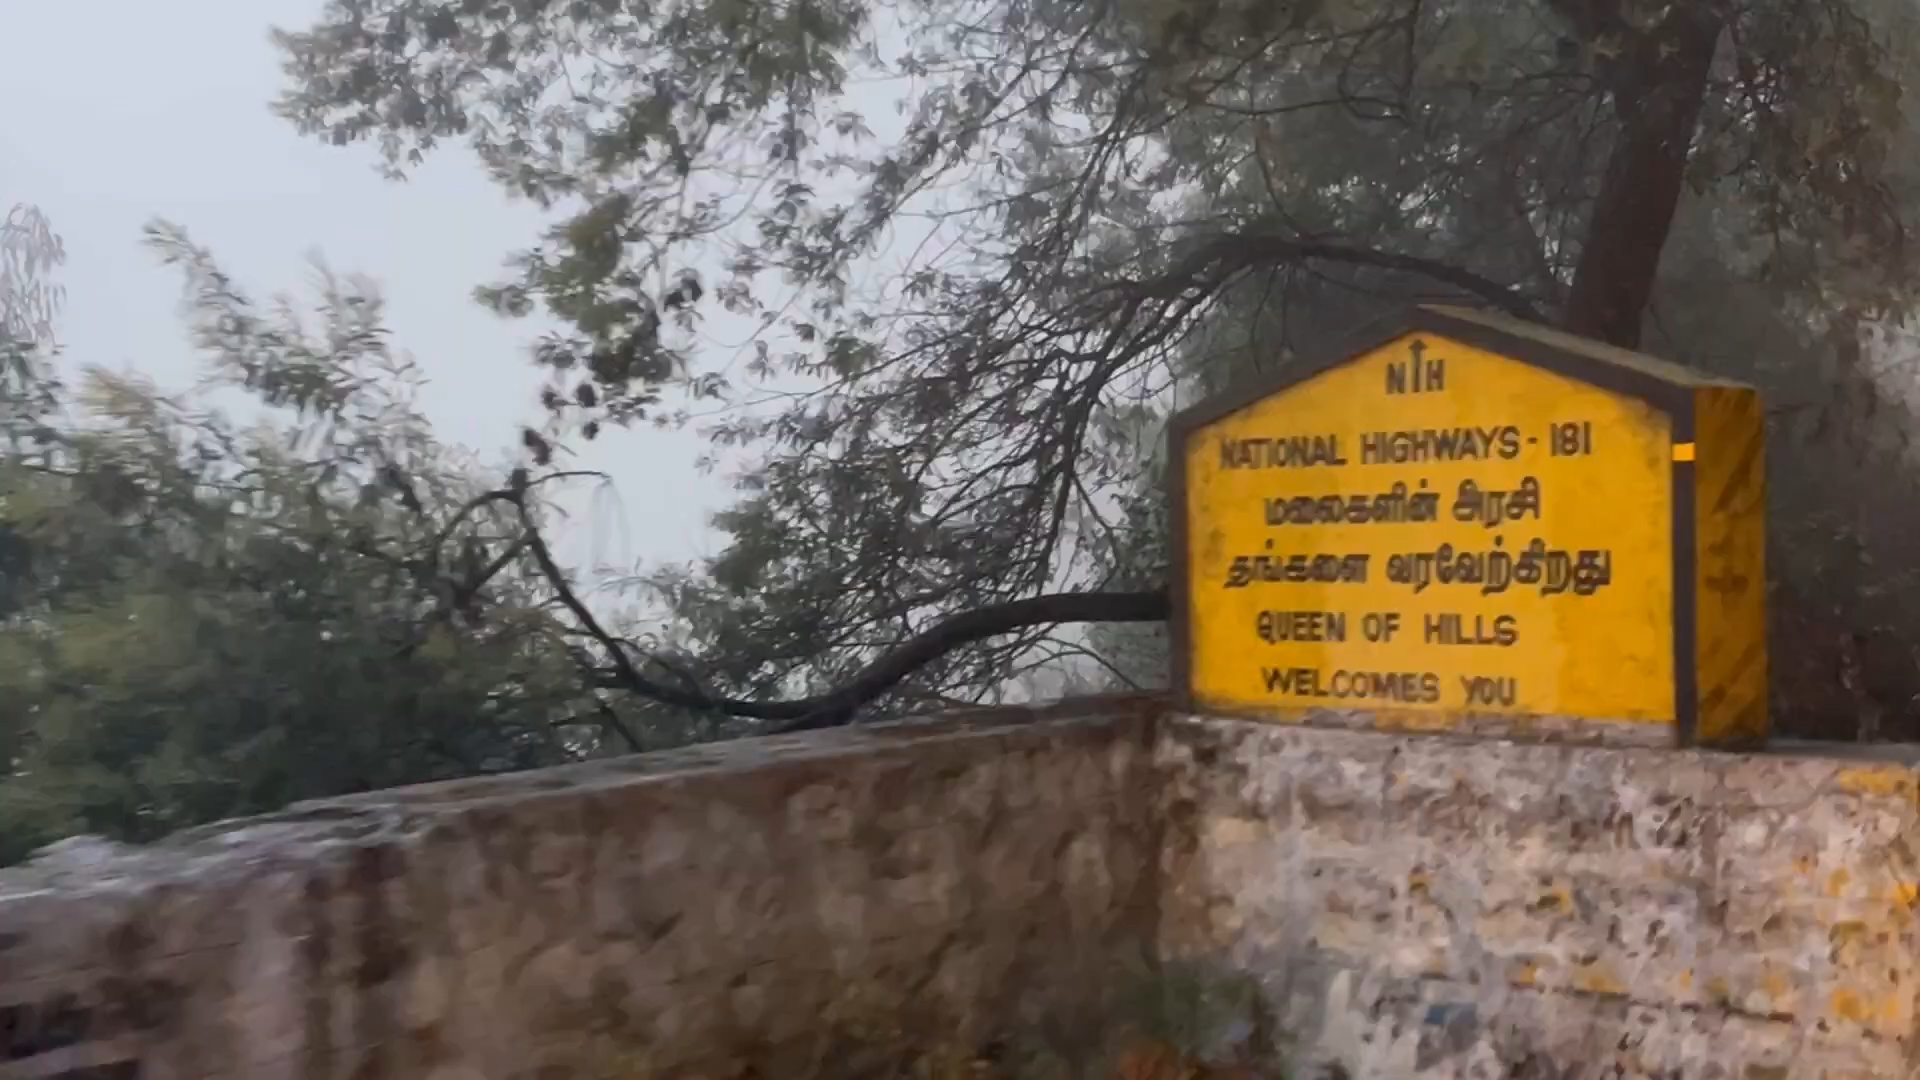 NH
NATIONAL HIGHWAYS - 181
மலைகளின் அரசி
தங்களை வரவேற்கிறது
QUEEN OF HILLS
WELCOMES YOU